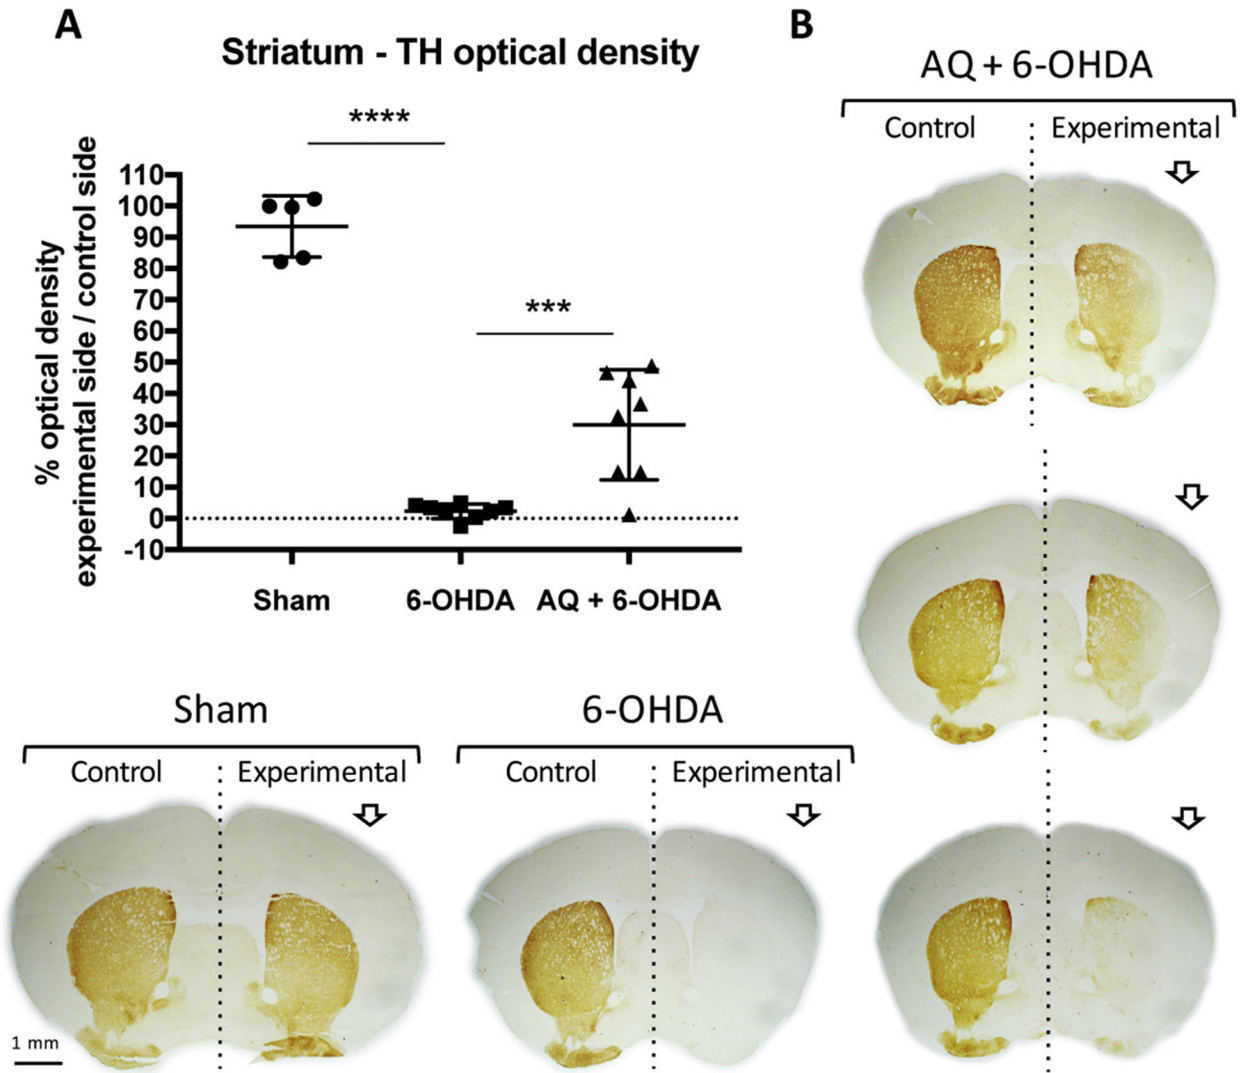 A
Striatum - TH optical density
****
***
% optical density
experimental side / control side
110
100
90
80
70
60
50
40
30
20
10
0
-10
Sham
6-OHDA
AQ + 6-OHDA
B
AQ + 6-OHDA
Control
Experimental
Sham
Control
Experimental
1 mm
6-OHDA
Control
Experimental